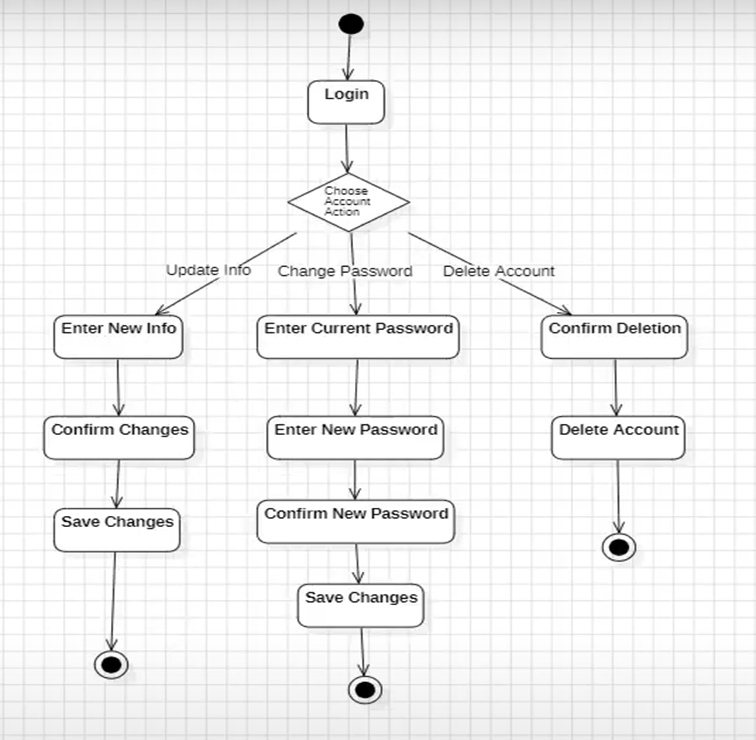 Login
Choose
Account
Action
Update Info
Change Password
Delete Account
Enter New Info
Enter Current Password
Confirm Deletion
Confirm Changes
Enter New Password
Delete Account
Save Changes
Confirm New Password
Save Changes